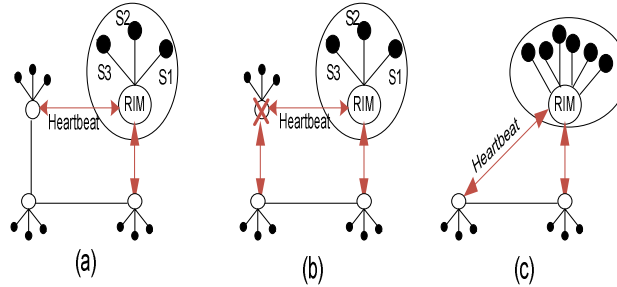 S2
S3
S1
RIM
Heartbeat
(a)
S2
S3
S1
RIM
Heartbeat
(b)
RIM
Heartbeat
(c)